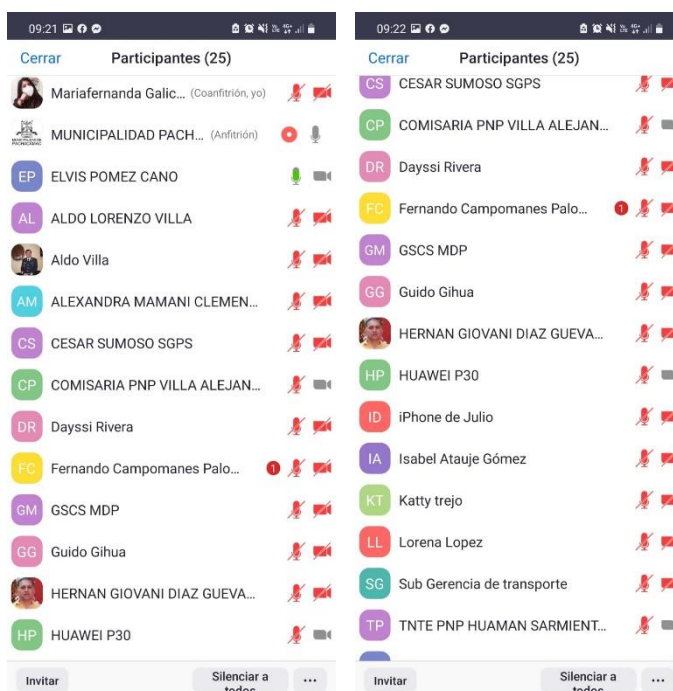 09:21
Cerrar Participantes (25)
Mariafernanda Galic... (Coanfitrión, yo)
MUNICIPALIDAD PACH... (Anfitrión)
EP ELVIS POMEZ CANO
AL ALDO LORENZO VILLA
Aldo Villa
AM ALEXANDRA MAMANI CLEMEN...
CS CESAR SUMOSO SGPS
CP COMISARIA PNP VILLA ALEJAN...
DR Dayssi Rivera
FC Fernando Campomanes Palo... 1
GM GSCS MDP
GG Guido Gihua
HERNAN GIOVANI DIAZ GUEVA...
HP HUAWEI P30
Invitar Silenciar a todos ...
09:22
Cerrar Participantes (25)
CS CESAR SUMOSO SGPS
CP COMISARIA PNP VILLA ALEJAN...
DR Dayssi Rivera
FC Fernando Campomanes Palo... 1
GM GSCS MDP
GG Guido Gihua
HERNAN GIOVANI DIAZ GUEVA...
HP HUAWEI P30
ID iPhone de Julio
IA Isabel Atauje Gómez
KT Katty trejo
LL Lorena Lopez
SG Sub Gerencia de transporte
TP TNTE PNP HUAMAN SARMIENT...
Invitar Silenciar a todos ...